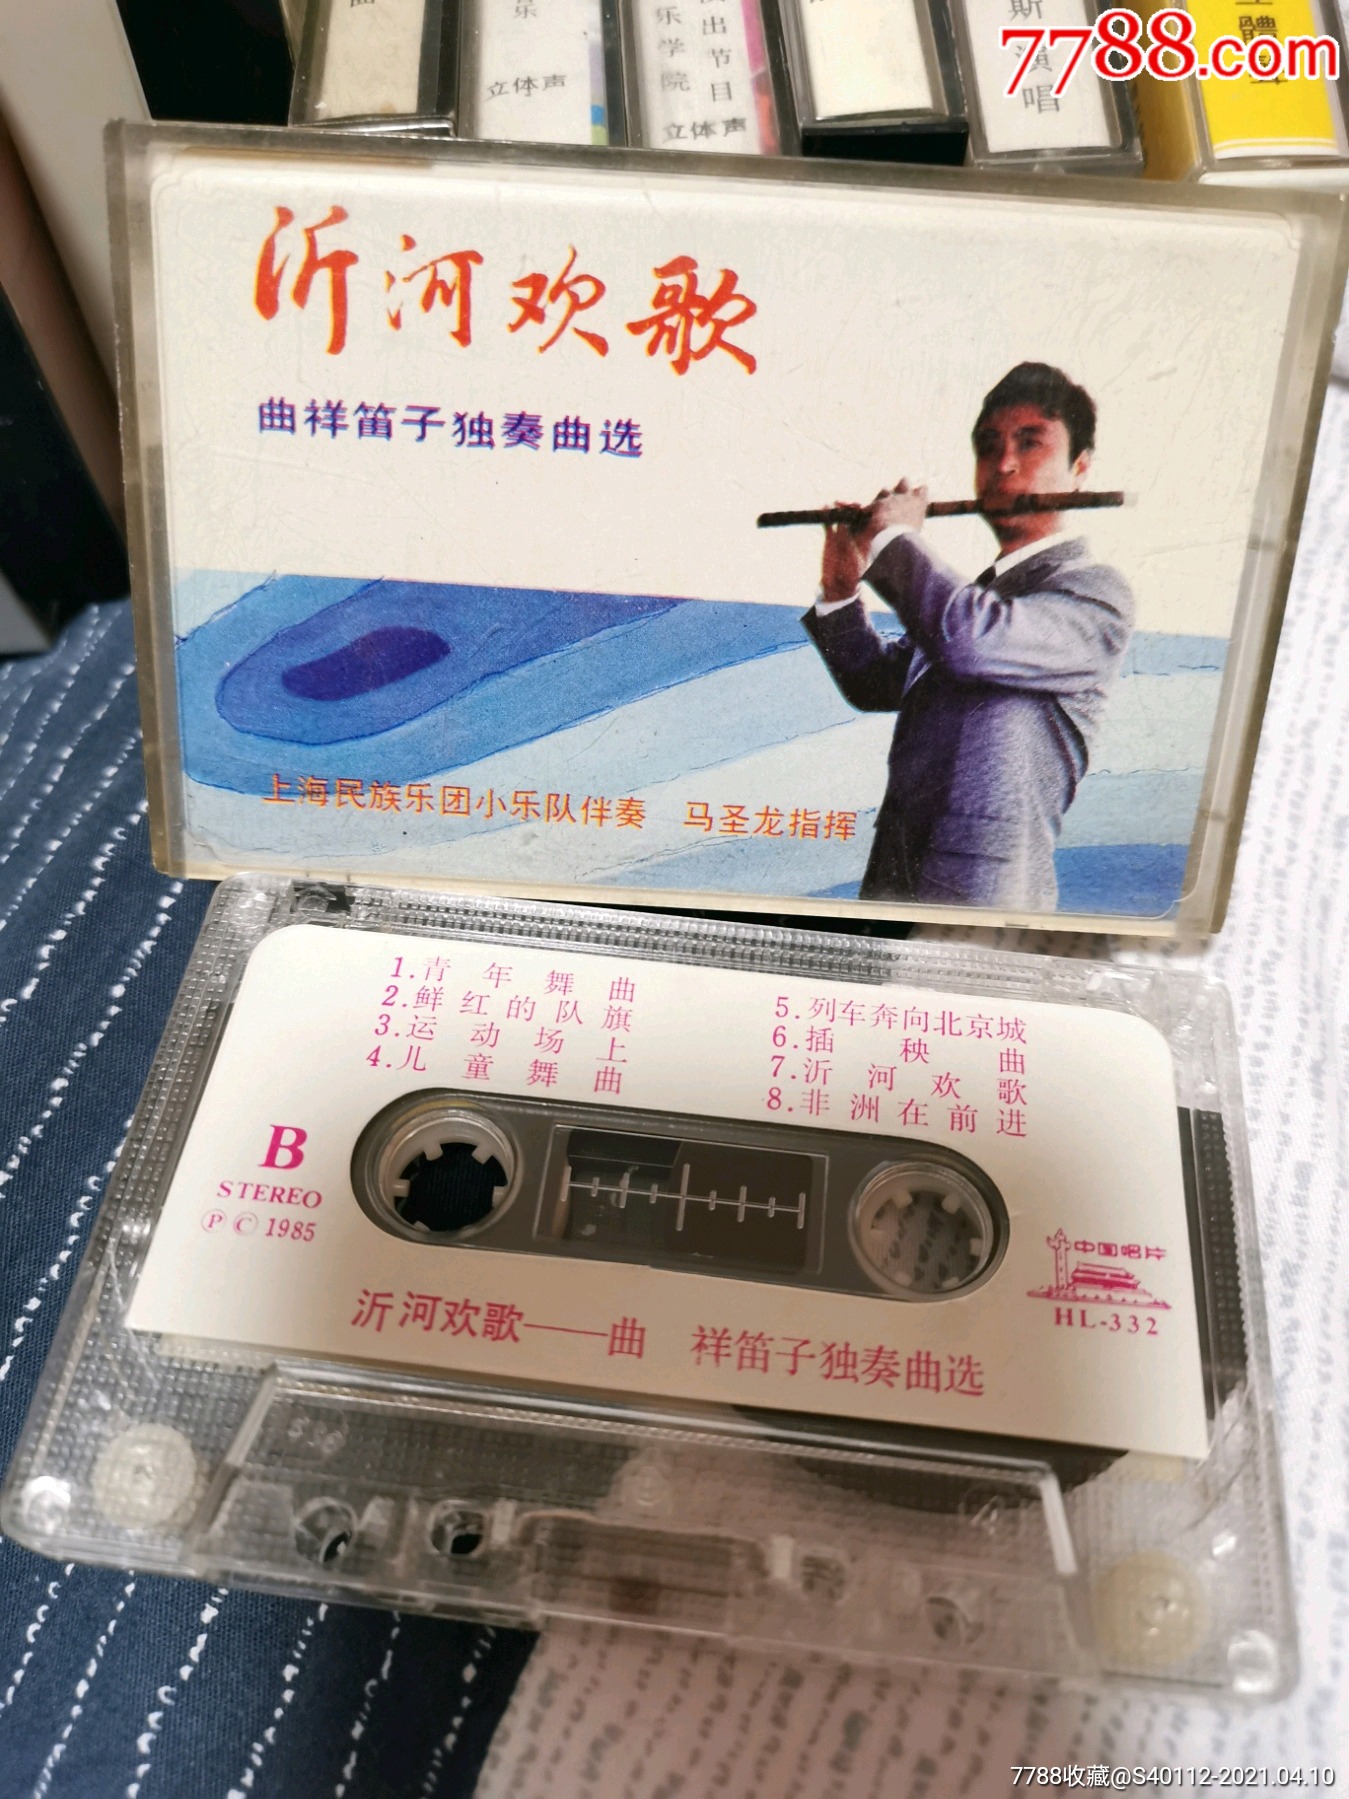 7788.com
曲
立体声
乐学院
出节目
立体声
斯演唱
沂河欢歌
曲祥笛子独奏曲选
上海民族乐团小乐队伴奏 马圣龙指挥
1.青年舞曲
2.鲜红的队旗
3.运动场上
4.儿童舞曲
5.列车奔向北京城
6.插秧曲
7.沂河欢歌
8.非洲在前进
B
STEREO
Ⓟ Ⓒ 1985
中国唱片
HL-332
沂河欢歌——曲 祥笛子独奏曲选
7788收藏@S40112-2021.04.10